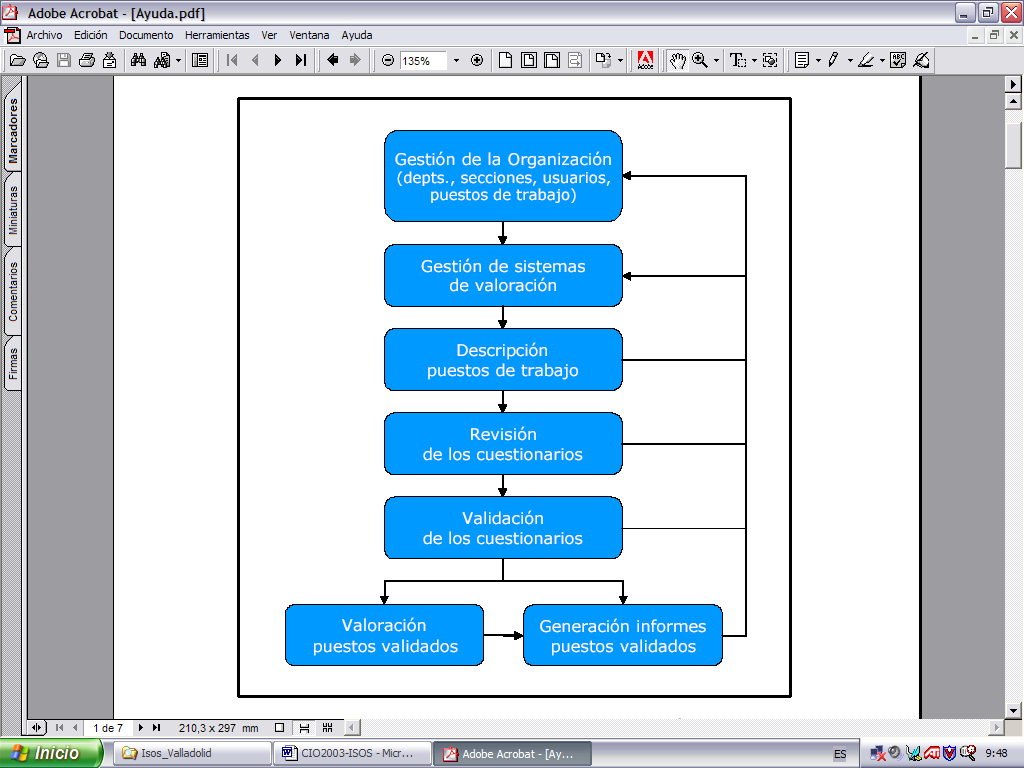 Adobe Acrobat - [Ayuda.pdf]
Archivo Edición Documento Herramientas Ver Ventana Ayuda
135%
Adobe
Marcadores
Miniaturas
Comentarios
Firmas
Gestión de la Organización
(depts., secciones, usuarios,
puestos de trabajo)
Gestión de sistemas
de valoración
Descripción
puestos de trabajo
Revisión
de los cuestionarios
Validación
de los cuestionarios
Valoración
puestos validados
Generación informes
puestos validados
1 de 7 210,3 x 297 mm
Inicio Isos_Valladolid CIO2003-ISOS - Micr... Adobe Acrobat - [Ay... ES 9:48